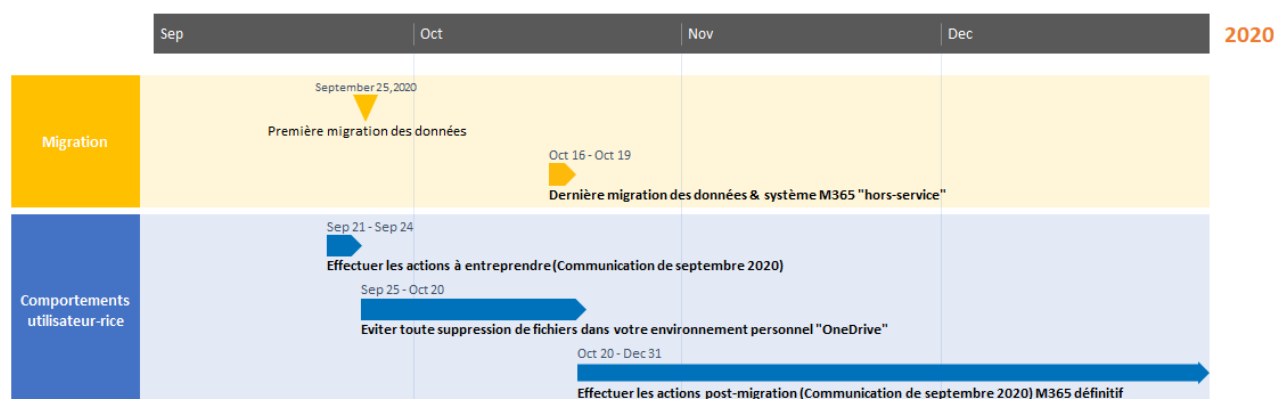 Sep
Oct
Nov
Dec
2020
Migration
September 25,2020
Première migration des données
Oct 16 - Oct 19
Dernière migration des données & système M365 "hors-service"
Comportements
utilisateur-rice
Sep 21 - Sep 24
Effectuer les actions à entreprendre (Communication de septembre 2020)
Sep 25 - Oct 20
Eviter toute suppression de fichiers dans votre environnement personnel "OneDrive"
Oct 20 - Dec 31
Effectuer les actions post-migration (Communication de septembre 2020) M365 définitif